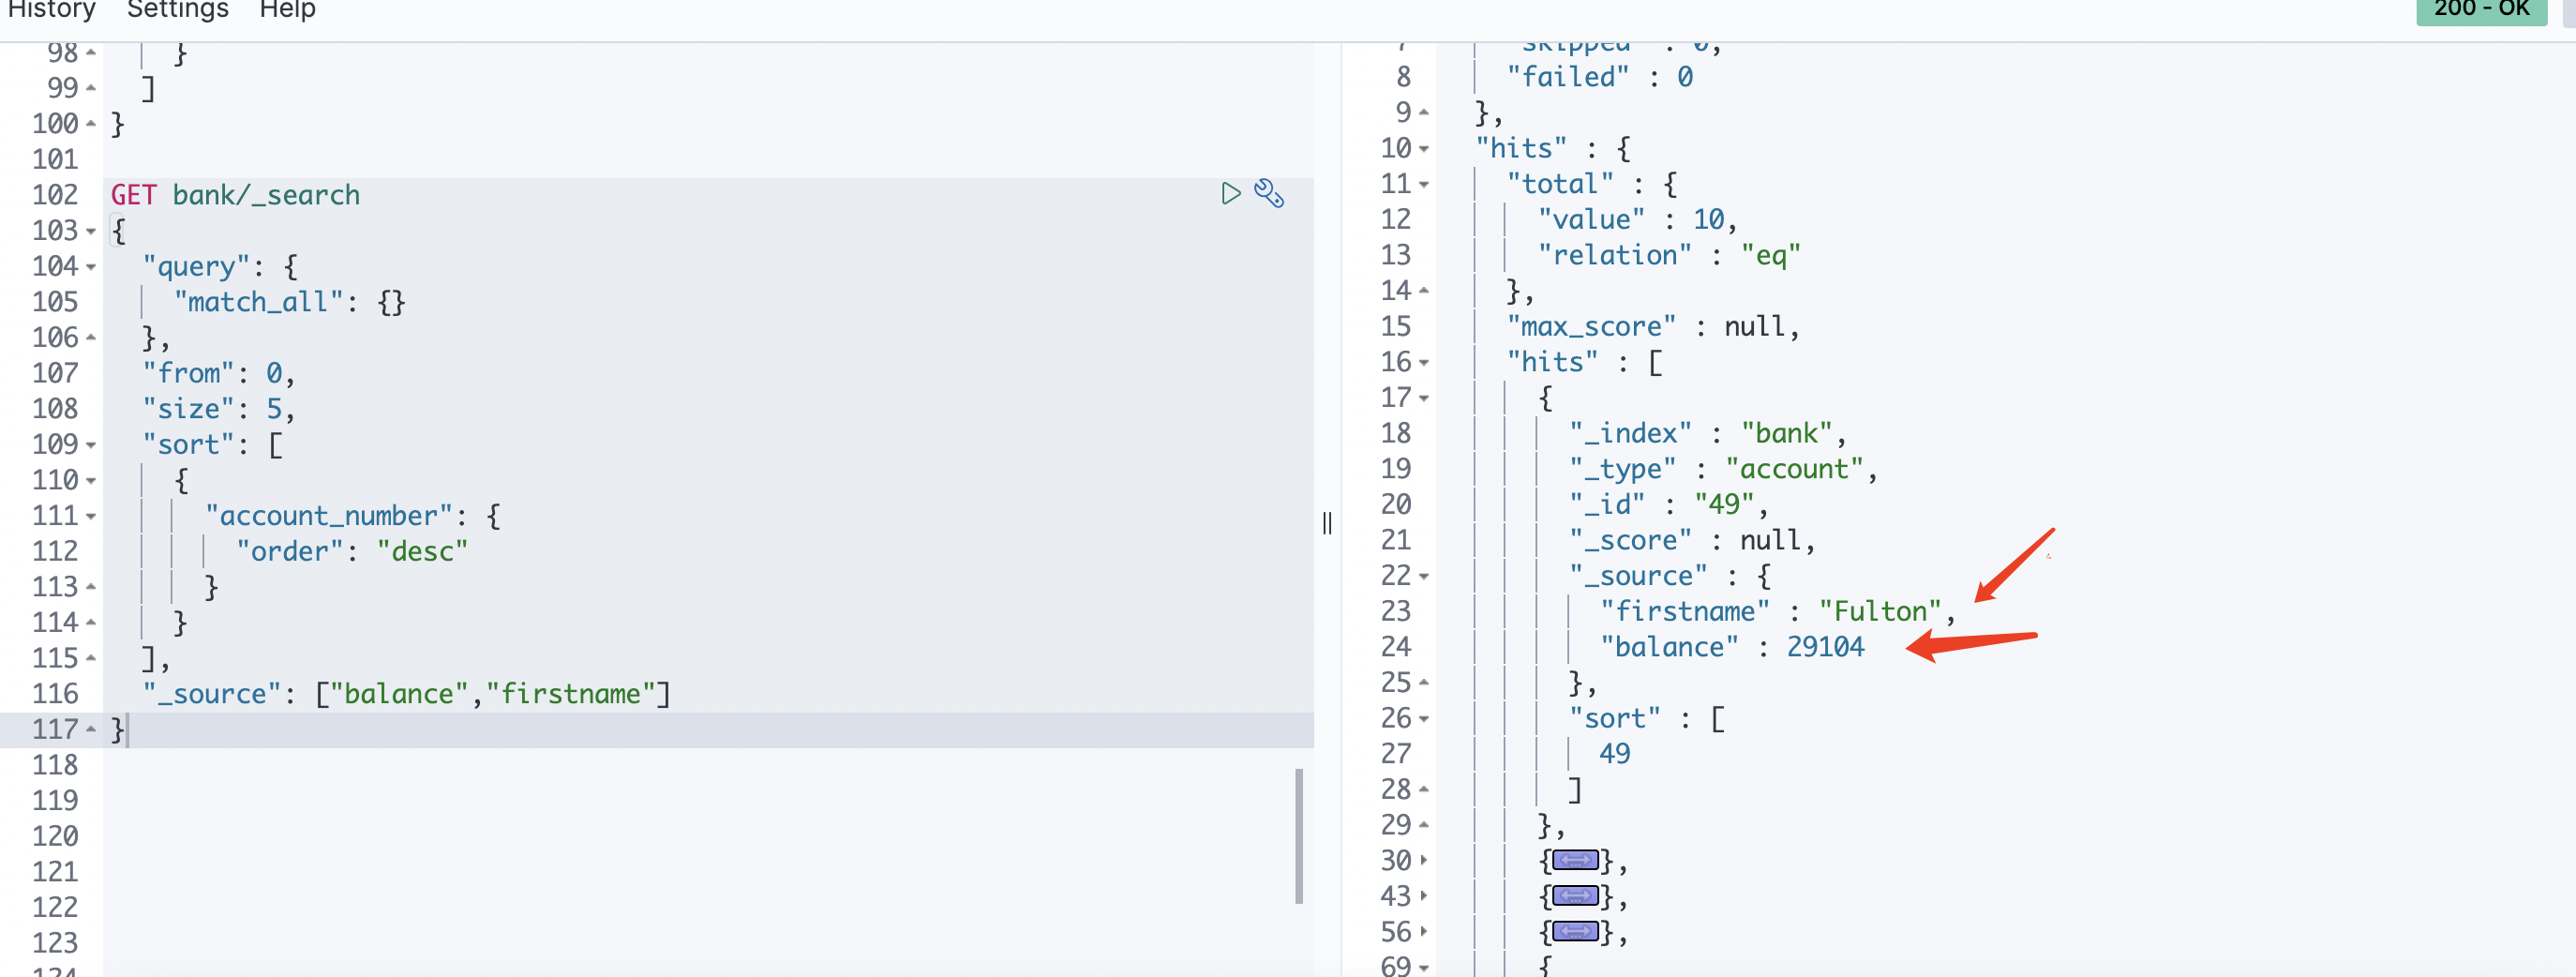 History Settings Help
200 - OK
98 }
99 ]
100 }
101
102 GET bank/_search
103 {
104 "query": {
105 "match_all": {}
106 },
107 "from": 0,
108 "size": 5,
109 "sort": [
110 {
111 "account_number": {
112 "order": "desc"
113 }
114 }
115 ],
116 "_source": ["balance","firstname"]
117 }
118
119
120
121
122
123
124
7 "skipped" : 0,
8 "failed" : 0
9 },
10 "hits" : {
11 "total" : {
12 "value" : 10,
13 "relation" : "eq"
14 },
15 "max_score" : null,
16 "hits" : [
17 {
18 "_index" : "bank",
19 "_type" : "account",
20 "_id" : "49",
21 "_score" : null,
22 "_source" : {
23 "firstname" : "Fulton",
24 "balance" : 29104
25 },
26 "sort" : [
27 49
28 ]
29 },
30 {},
43 {},
56 {},
69 {